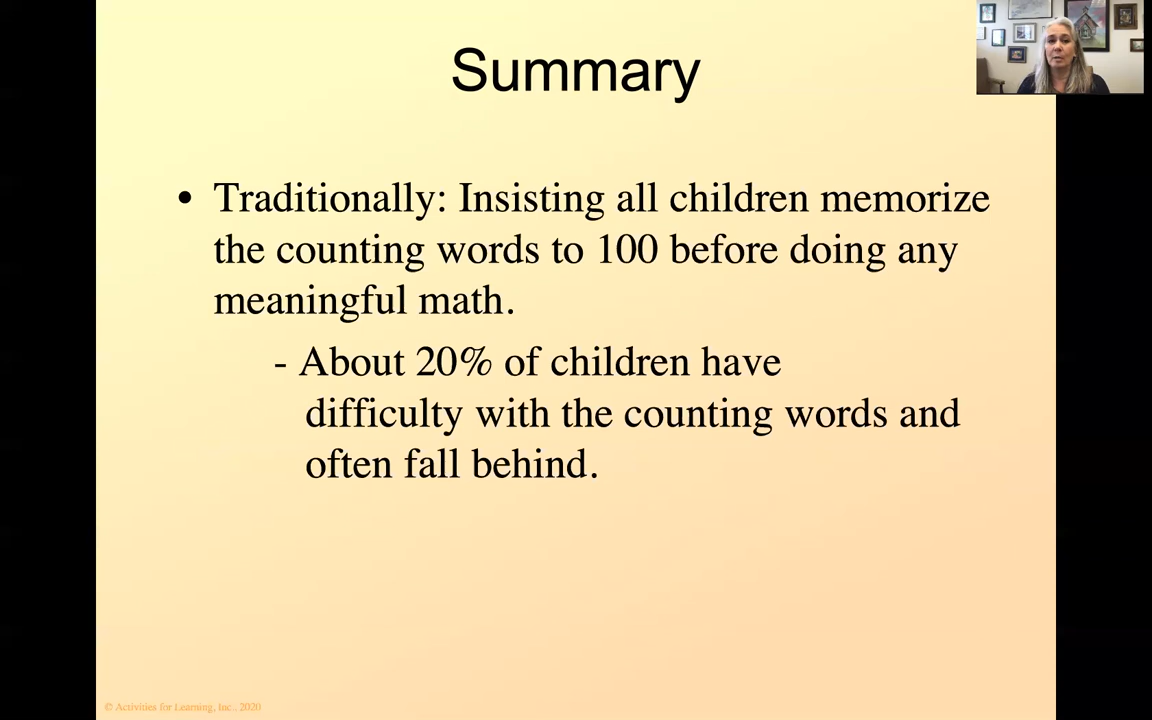 Summary
• Traditionally: Insisting all children memorize
the counting words to 100 before doing any
meaningful math.
- About 20% of children have
difficulty with the counting words and
often fall behind.
© Activities for Learning, Inc., 2020